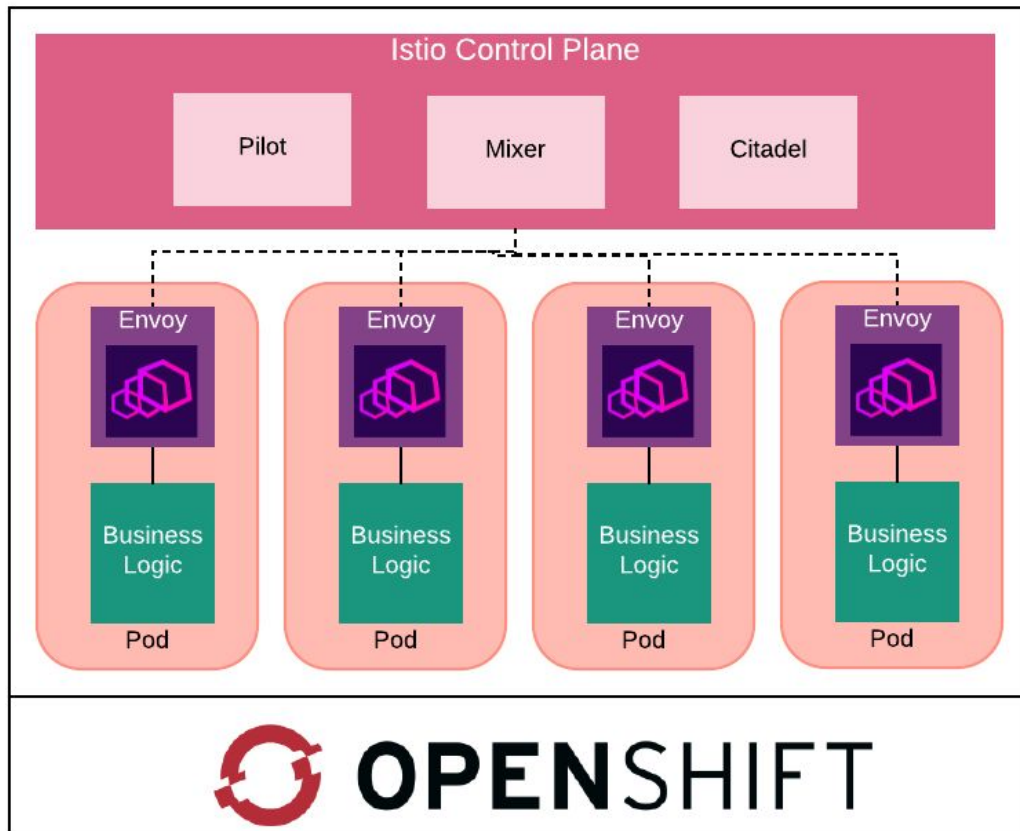 Istio Control Plane
Pilot
Mixer
Citadel
Envoy
Envoy
Envoy
Envoy
Business
Logic
Business
Logic
Business
Logic
Business
Logic
Pod
Pod
Pod
Pod
OPENSHIFT